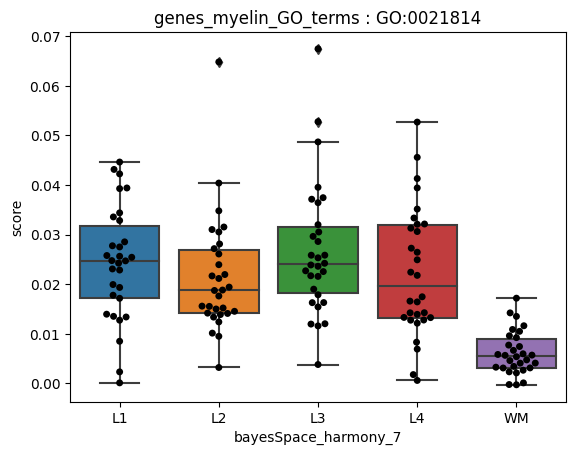 genes_myelin_GO_terms : GO:0021814
0.07
0.06
0.05
0.04
0.03
0.02
0.01
0.00
score
L1 L2 L3 L4 WM
bayesSpace_harmony_7